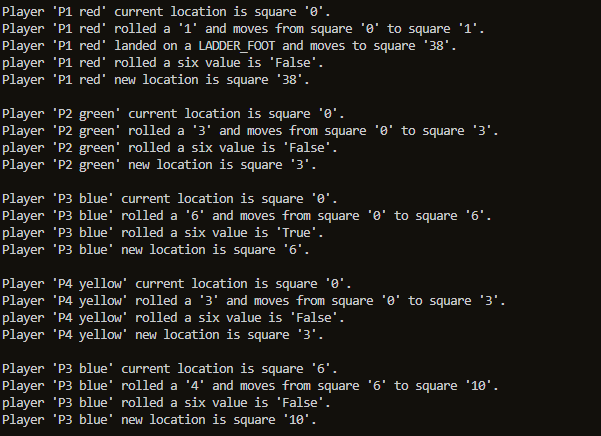 Player 'P1 red' current location is square '0'.
Player 'P1 red' rolled a '1' and moves from square '0' to square '1'.
Player 'P1 red' landed on a LADDER_FOOT and moves to square '38'.
player 'P1 red' rolled a six value is 'False'.
Player 'P1 red' new location is square '38'.
Player 'P2 green' current location is square '0'.
Player 'P2 green' rolled a '3' and moves from square '0' to square '3'.
player 'P2 green' rolled a six value is 'False'.
Player 'P2 green' new location is square '3'.
Player 'P3 blue' current location is square '0'.
Player 'P3 blue' rolled a '6' and moves from square '0' to square '6'.
player 'P3 blue' rolled a six value is 'True'.
Player 'P3 blue' new location is square '6'.
Player 'P4 yellow' current location is square '0'.
Player 'P4 yellow' rolled a '3' and moves from square '0' to square '3'.
player 'P4 yellow' rolled a six value is 'False'.
Player 'P4 yellow' new location is square '3'.
Player 'P3 blue' current location is square '6'.
Player 'P3 blue' rolled a '4' and moves from square '6' to square '10'.
player 'P3 blue' rolled a six value is 'False'.
Player 'P3 blue' new location is square '10'.